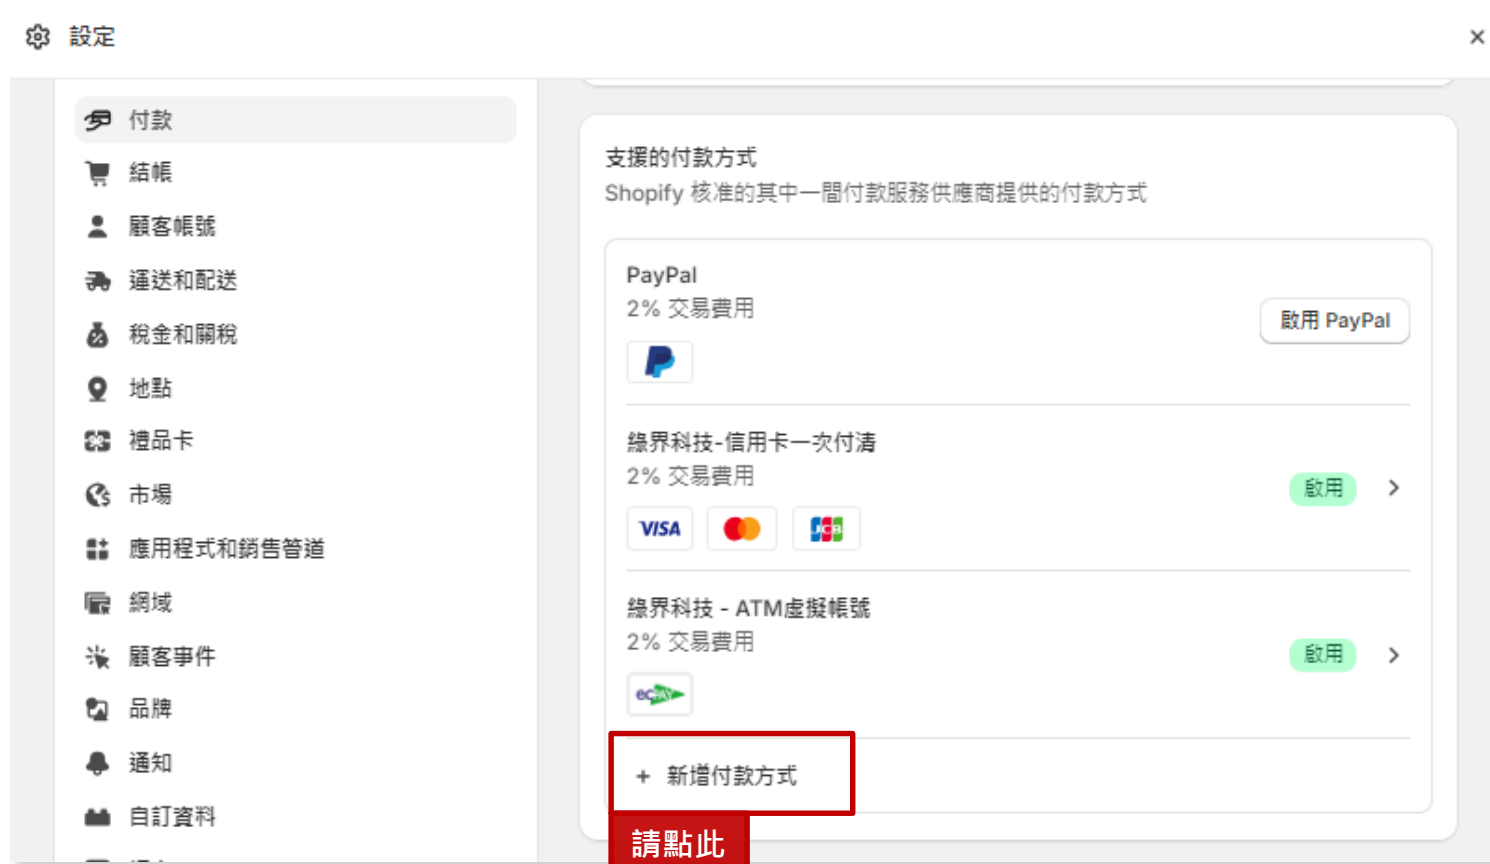 設定
付款
結帳
顧客帳號
運送和配送
稅金和關稅
地點
禮品卡
市場
應用程式和銷售管道
網域
顧客事件
品牌
通知
自訂資料
支援的付款方式
Shopify 核准的其中一間付款服務供應商提供的付款方式
PayPal
2% 交易費用
啟用 PayPal
綠界科技-信用卡一次付清
2% 交易費用
啟用
VISA
JCB
綠界科技 - ATM虛擬帳號
2% 交易費用
啟用
ecPAY
+ 新增付款方式
請點此